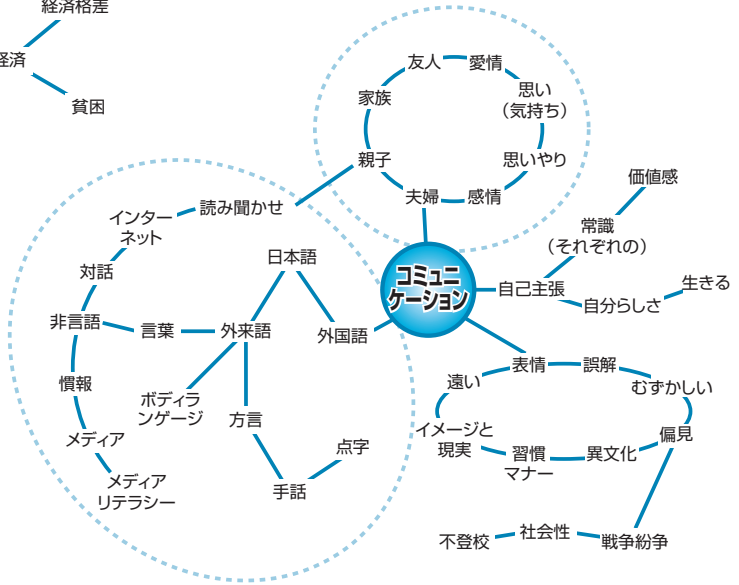 経済格差
経済
貧困
友人
愛情
家族
思い
（気持ち）
親子
思いやり
夫婦
感情
価値感
常識
（それぞれの）
読み聞かせ
インター
ネット
日本語
コミュニ
ケーション
対話
自己主張
生きる
自分らしさ
非言語
言葉
外来語
外国語
表情
誤解
遠い
むずかしい
慣報
ボディラ
ンゲージ
方言
イメージと
現実
偏見
メディア
点字
習慣
マナー
異文化
メディア
リテラシー
手話
不登校
社会性
戦争紛争